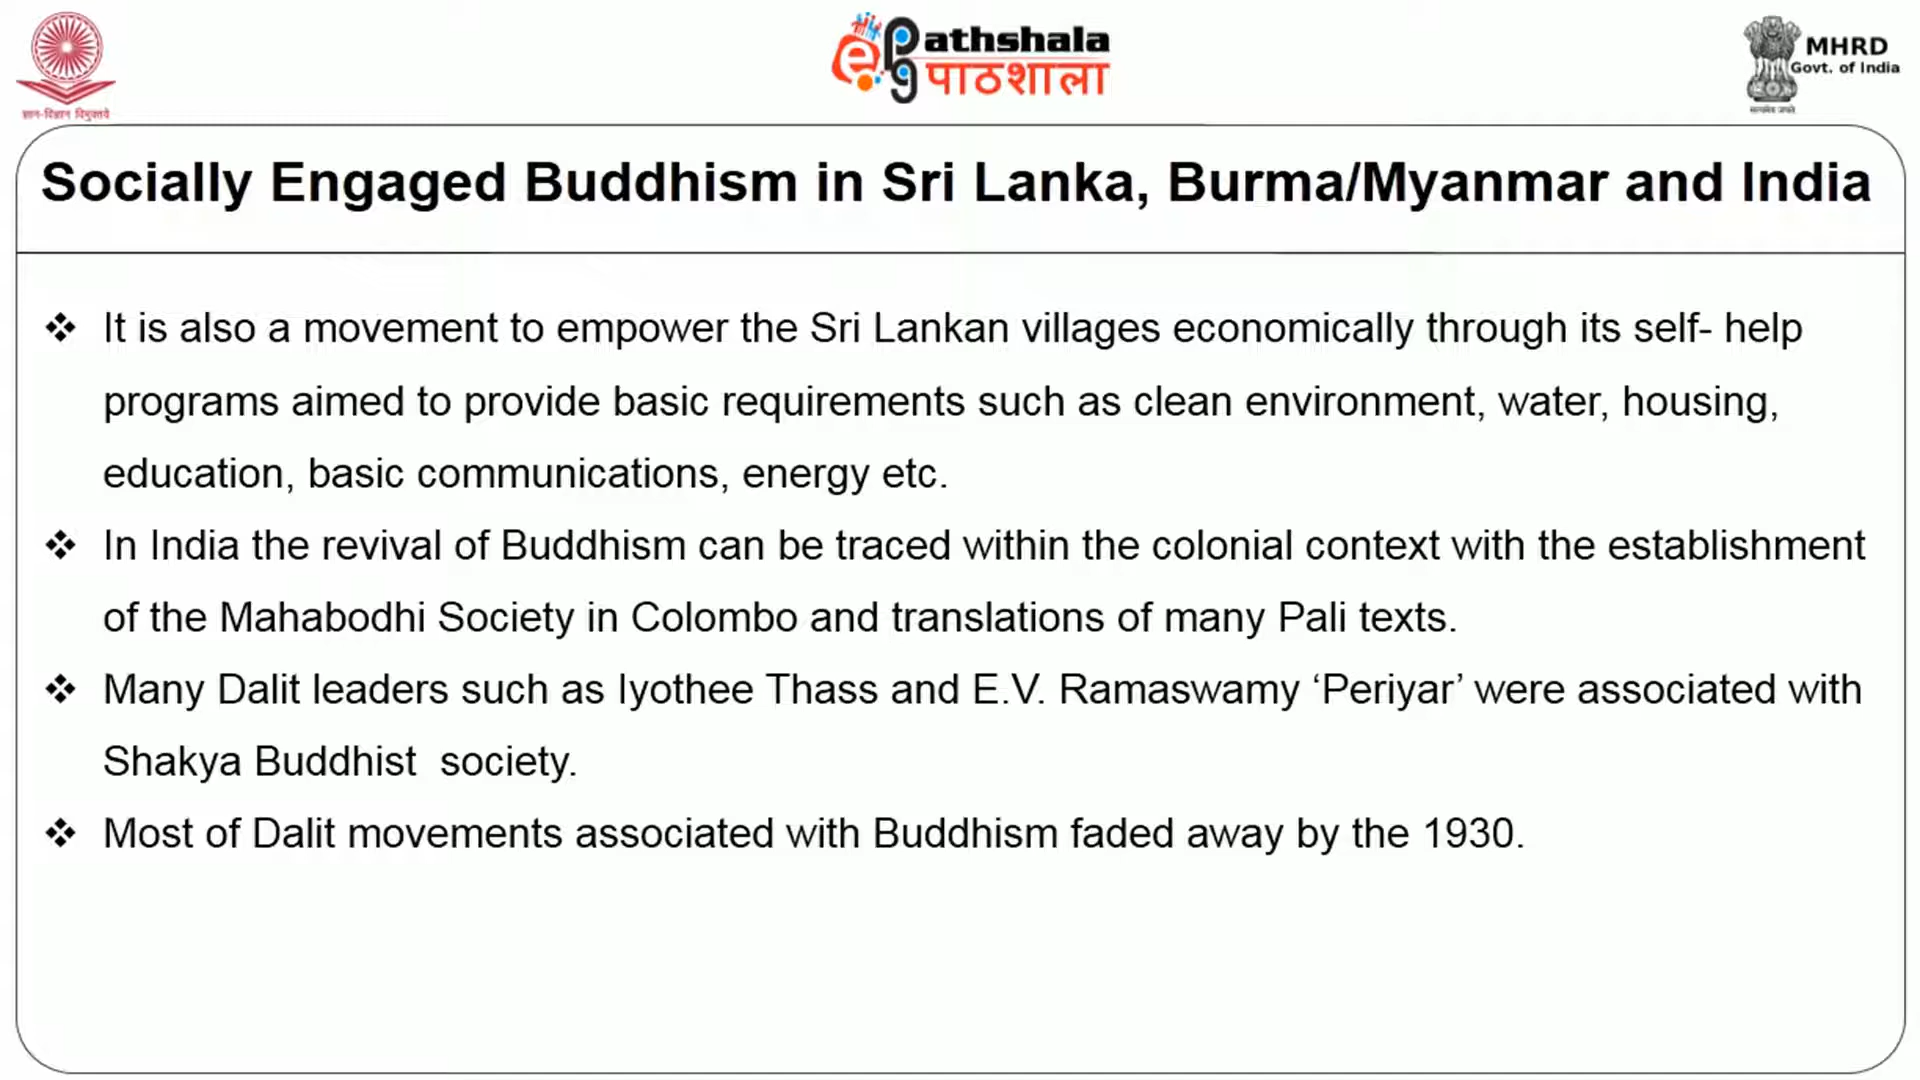 ज्ञान-विज्ञान विमुक्तये
ePG Pathshala
पाठशाला
MHRD
Govt. of India
सत्यमेव जयते
Socially Engaged Buddhism in Sri Lanka, Burma/Myanmar and India
❖ It is also a movement to empower the Sri Lankan villages economically through its self- help
programs aimed to provide basic requirements such as clean environment, water, housing,
education, basic communications, energy etc.
❖ In India the revival of Buddhism can be traced within the colonial context with the establishment
of the Mahabodhi Society in Colombo and translations of many Pali texts.
❖ Many Dalit leaders such as Iyothee Thass and E.V. Ramaswamy ‘Periyar’ were associated with
Shakya Buddhist  society.
❖ Most of Dalit movements associated with Buddhism faded away by the 1930.